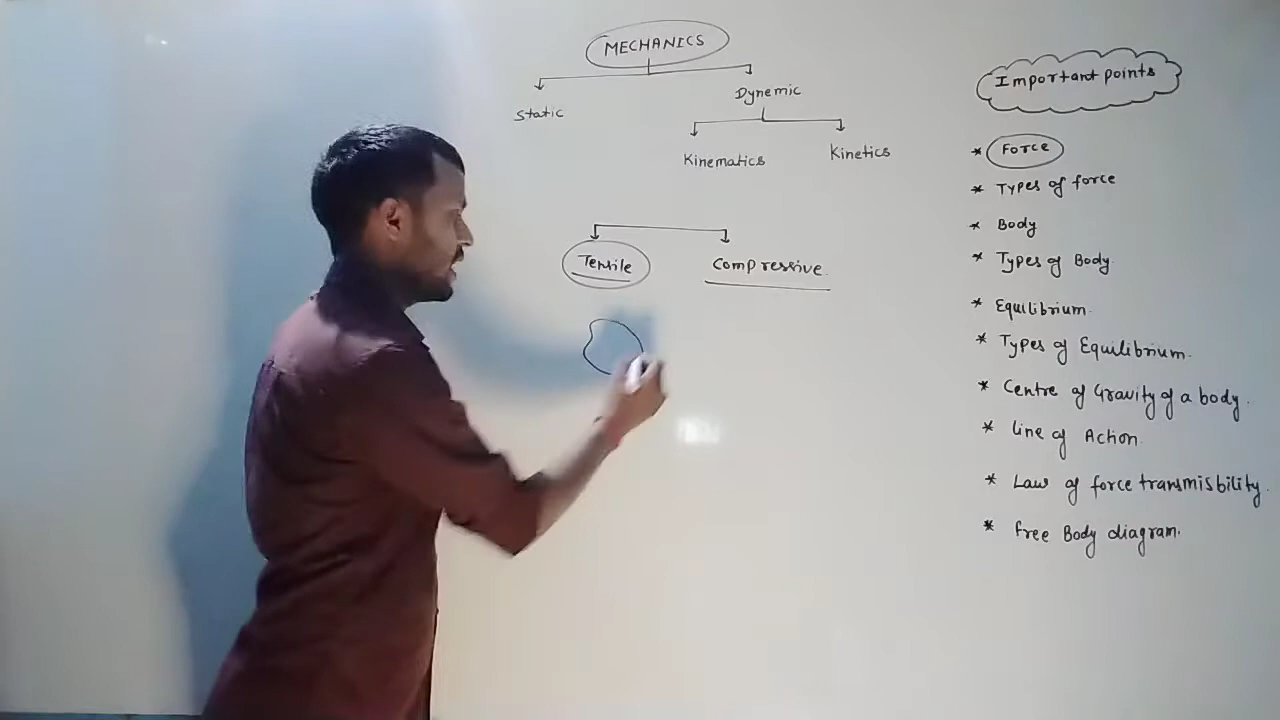 MECHANICS
Static
Dynemic
Kinematics
Kinetics
Tensile
Compressive.
Important points
* Force
* Types of force
* Body
* Types of Body.
* Equilibrium.
* Types of Equilibrium.
* Centre of Gravity of a body.
* Line of Action.
* Law of force transmisbility.
* free Body diagram.